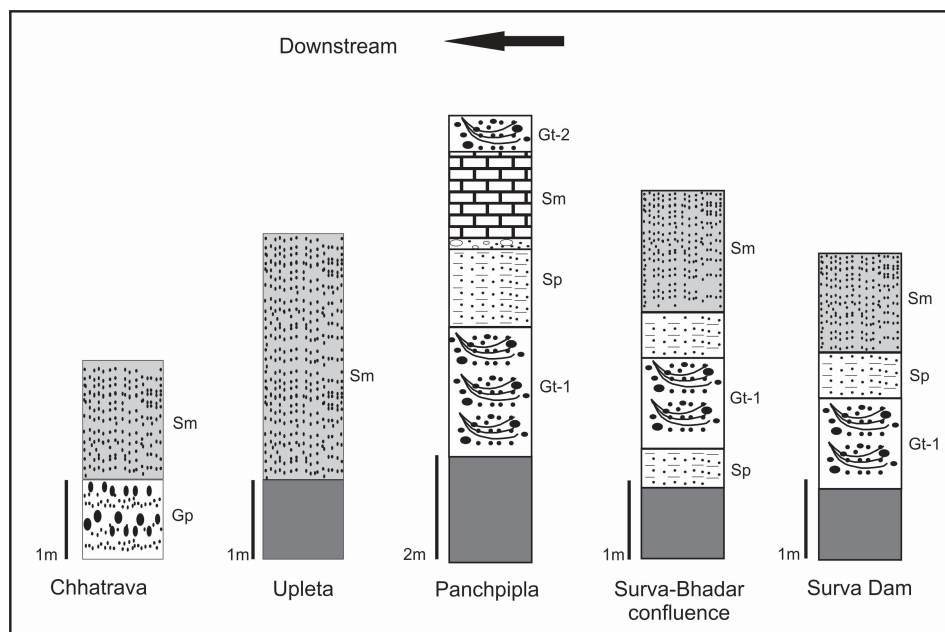 Downstream
Gt-2
Sm
Sp
Gt-1
2m
Panchpipla
Sm
Gp
1m
Chhatrava
Sm
1m
Upleta
Sm
Gt-1
Sp
1m
Surva-Bhadar
confluence
Sm
Sp
Gt-1
1m
Surva Dam